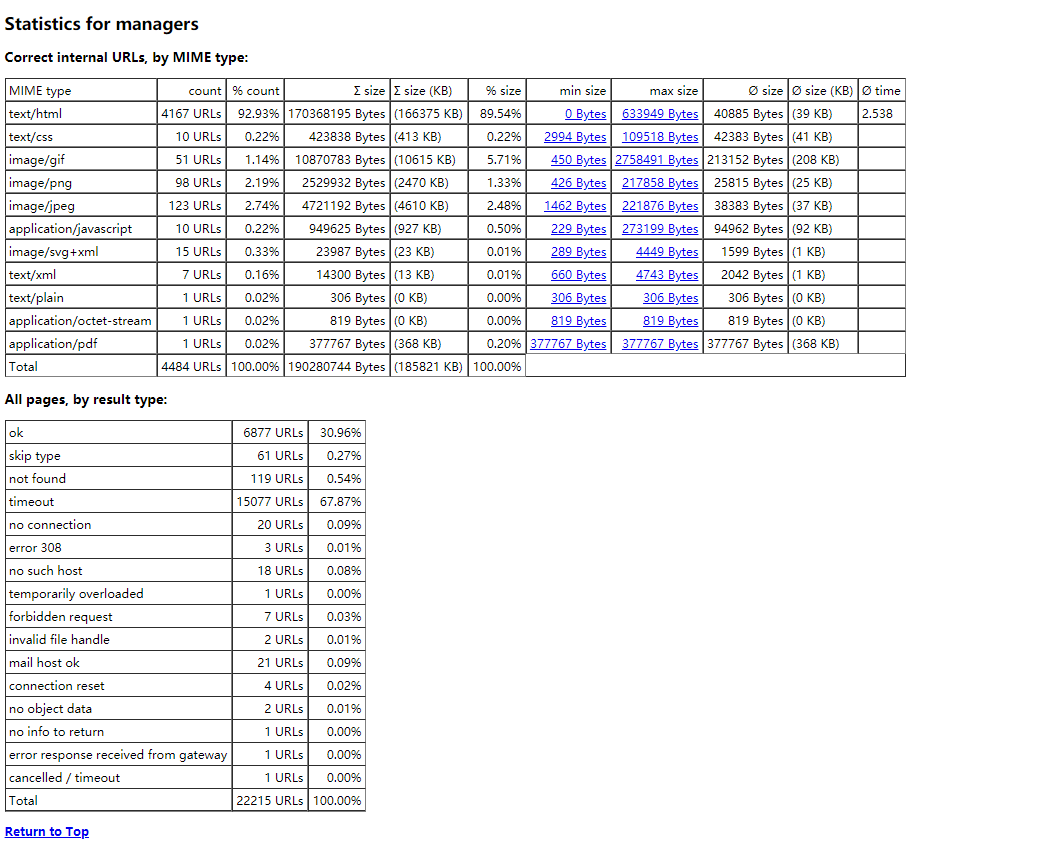 Statistics for managers
Correct internal URLs, by MIME type:
MIME type count % count Σ size Σ size (KB) % size min size max size Ø size Ø size (KB) Ø time
text/html 4167 URLs 92.93% 170368195 Bytes (166375 KB) 89.54% 0 Bytes 633949 Bytes 40885 Bytes (39 KB) 2.538
text/css 10 URLs 0.22% 423838 Bytes (413 KB) 0.22% 2994 Bytes 109518 Bytes 42383 Bytes (41 KB)
image/gif 51 URLs 1.14% 10870783 Bytes (10615 KB) 5.71% 450 Bytes 2758491 Bytes 213152 Bytes (208 KB)
image/png 98 URLs 2.19% 2529932 Bytes (2470 KB) 1.33% 426 Bytes 217858 Bytes 25815 Bytes (25 KB)
image/jpeg 123 URLs 2.74% 4721192 Bytes (4610 KB) 2.48% 1462 Bytes 221876 Bytes 38383 Bytes (37 KB)
application/javascript 10 URLs 0.22% 949625 Bytes (927 KB) 0.50% 229 Bytes 273199 Bytes 94962 Bytes (92 KB)
image/svg+xml 15 URLs 0.33% 23987 Bytes (23 KB) 0.01% 289 Bytes 4449 Bytes 1599 Bytes (1 KB)
text/xml 7 URLs 0.16% 14300 Bytes (13 KB) 0.01% 660 Bytes 4743 Bytes 2042 Bytes (1 KB)
text/plain 1 URLs 0.02% 306 Bytes (0 KB) 0.00% 306 Bytes 306 Bytes 306 Bytes (0 KB)
application/octet-stream 1 URLs 0.02% 819 Bytes (0 KB) 0.00% 819 Bytes 819 Bytes 819 Bytes (0 KB)
application/pdf 1 URLs 0.02% 377767 Bytes (368 KB) 0.20% 377767 Bytes 377767 Bytes 377767 Bytes (368 KB)
Total 4484 URLs 100.00% 190280744 Bytes (185821 KB) 100.00%
All pages, by result type:
ok 6877 URLs 30.96%
skip type 61 URLs 0.27%
not found 119 URLs 0.54%
timeout 15077 URLs 67.87%
no connection 20 URLs 0.09%
error 308 3 URLs 0.01%
no such host 18 URLs 0.08%
temporarily overloaded 1 URLs 0.00%
forbidden request 7 URLs 0.03%
invalid file handle 2 URLs 0.01%
mail host ok 21 URLs 0.09%
connection reset 4 URLs 0.02%
no object data 2 URLs 0.01%
no info to return 1 URLs 0.00%
error response received from gateway 1 URLs 0.00%
cancelled / timeout 1 URLs 0.00%
Total 22215 URLs 100.00%
Return to Top